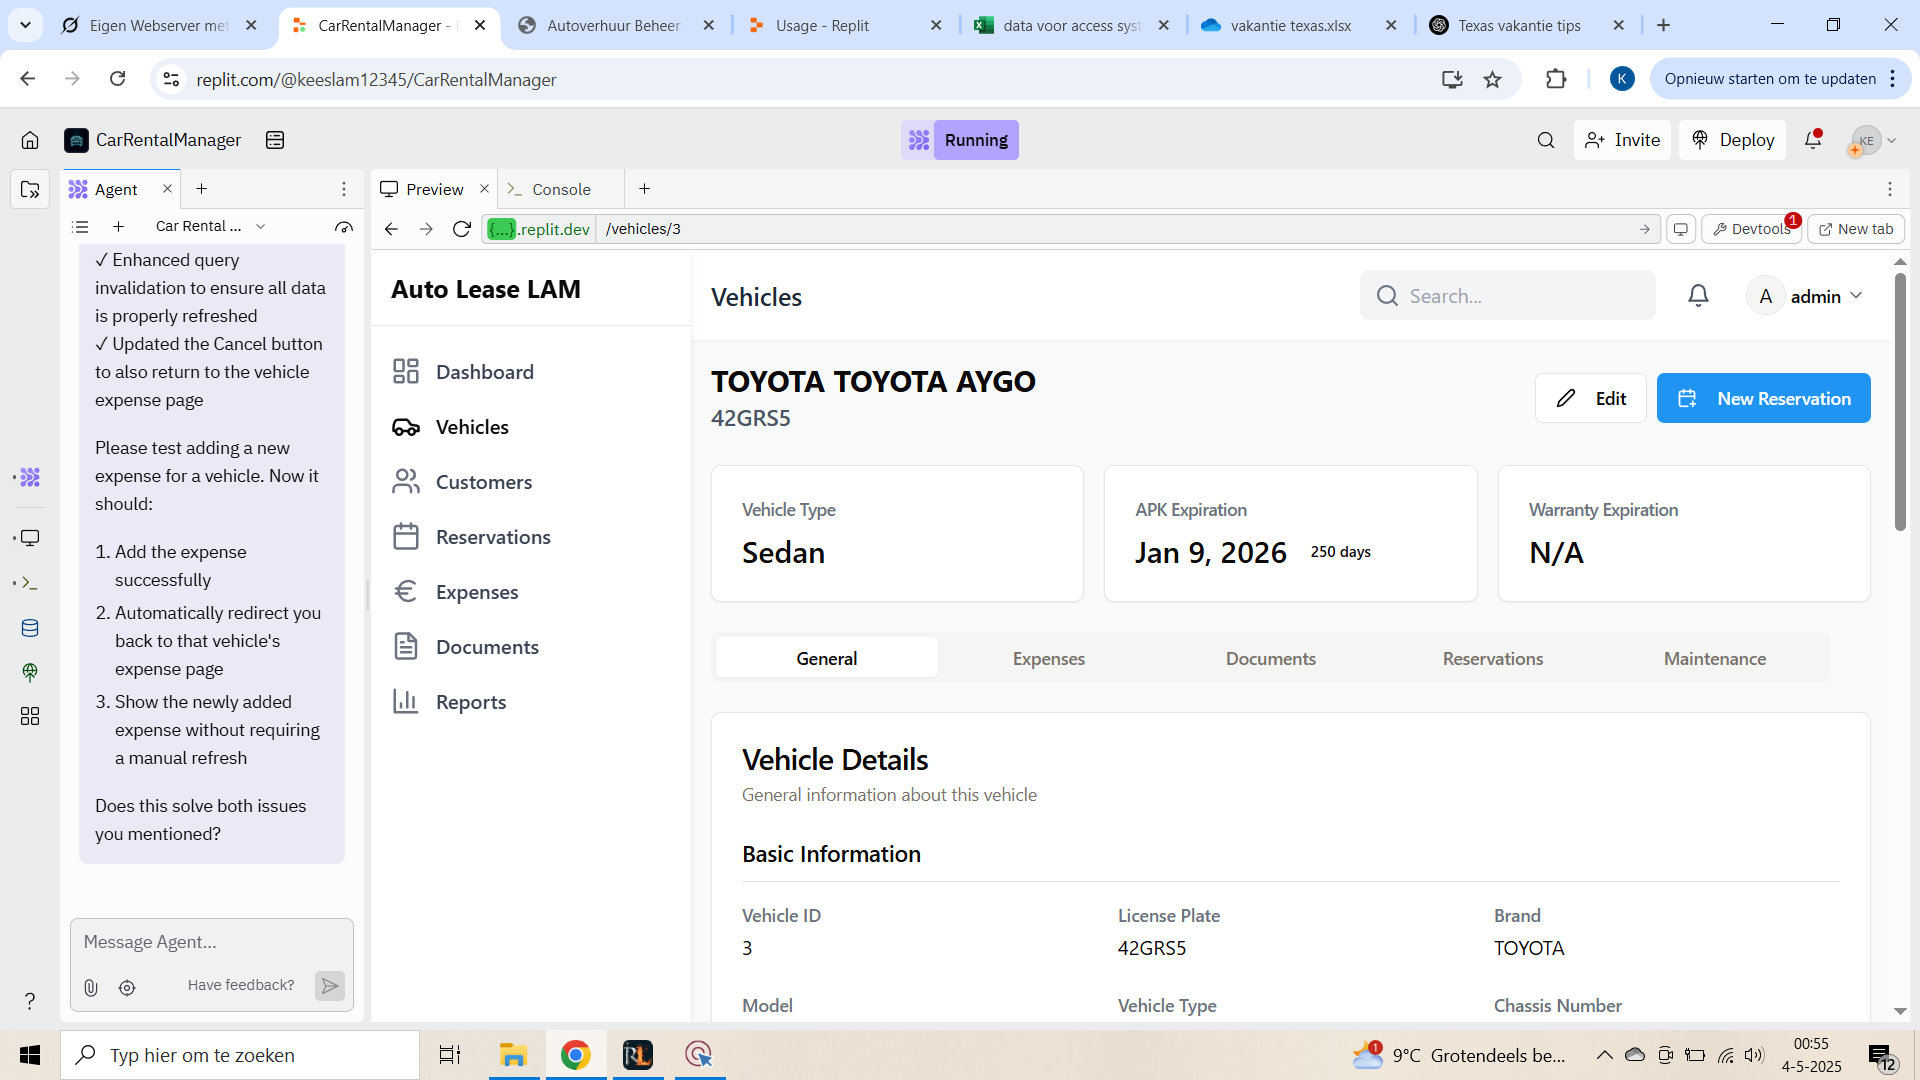 Eigen Webserver met
CarRentalManager -
Autoverhuur Beheer
Usage - Replit
data voor access syst
vakantie texas.xlsx
Texas vakantie tips
replit.com/@keeslam12345/CarRentalManager
K
Opnieuw starten om te updaten
CarRentalManager
Running
Invite
Deploy
KE
Agent
Preview
Console
Car Rental ...
{...}.replit.dev
/vehicles/3
Devtools
1
New tab
✓ Enhanced query
invalidation to ensure all data
is properly refreshed
✓ Updated the Cancel button
to also return to the vehicle
expense page
Please test adding a new
expense for a vehicle. Now it
should:
1. Add the expense
successfully
2. Automatically redirect you
back to that vehicle's
expense page
3. Show the newly added
expense without requiring
a manual refresh
Does this solve both issues
you mentioned?
Message Agent...
Have feedback?
?
Auto Lease LAM
Dashboard
Vehicles
Customers
Reservations
Expenses
Documents
Reports
Vehicles
Search...
A
admin
TOYOTA TOYOTA AYGO
42GRS5
Edit
New Reservation
Vehicle Type
Sedan
APK Expiration
Jan 9, 2026 250 days
Warranty Expiration
N/A
General
Expenses
Documents
Reservations
Maintenance
Vehicle Details
General information about this vehicle
Basic Information
Vehicle ID
3
License Plate
42GRS5
Brand
TOYOTA
Model
Vehicle Type
Chassis Number
Typ hier om te zoeken
RL
1
9°C Grotendeels be...
00:55
4-5-2025
12